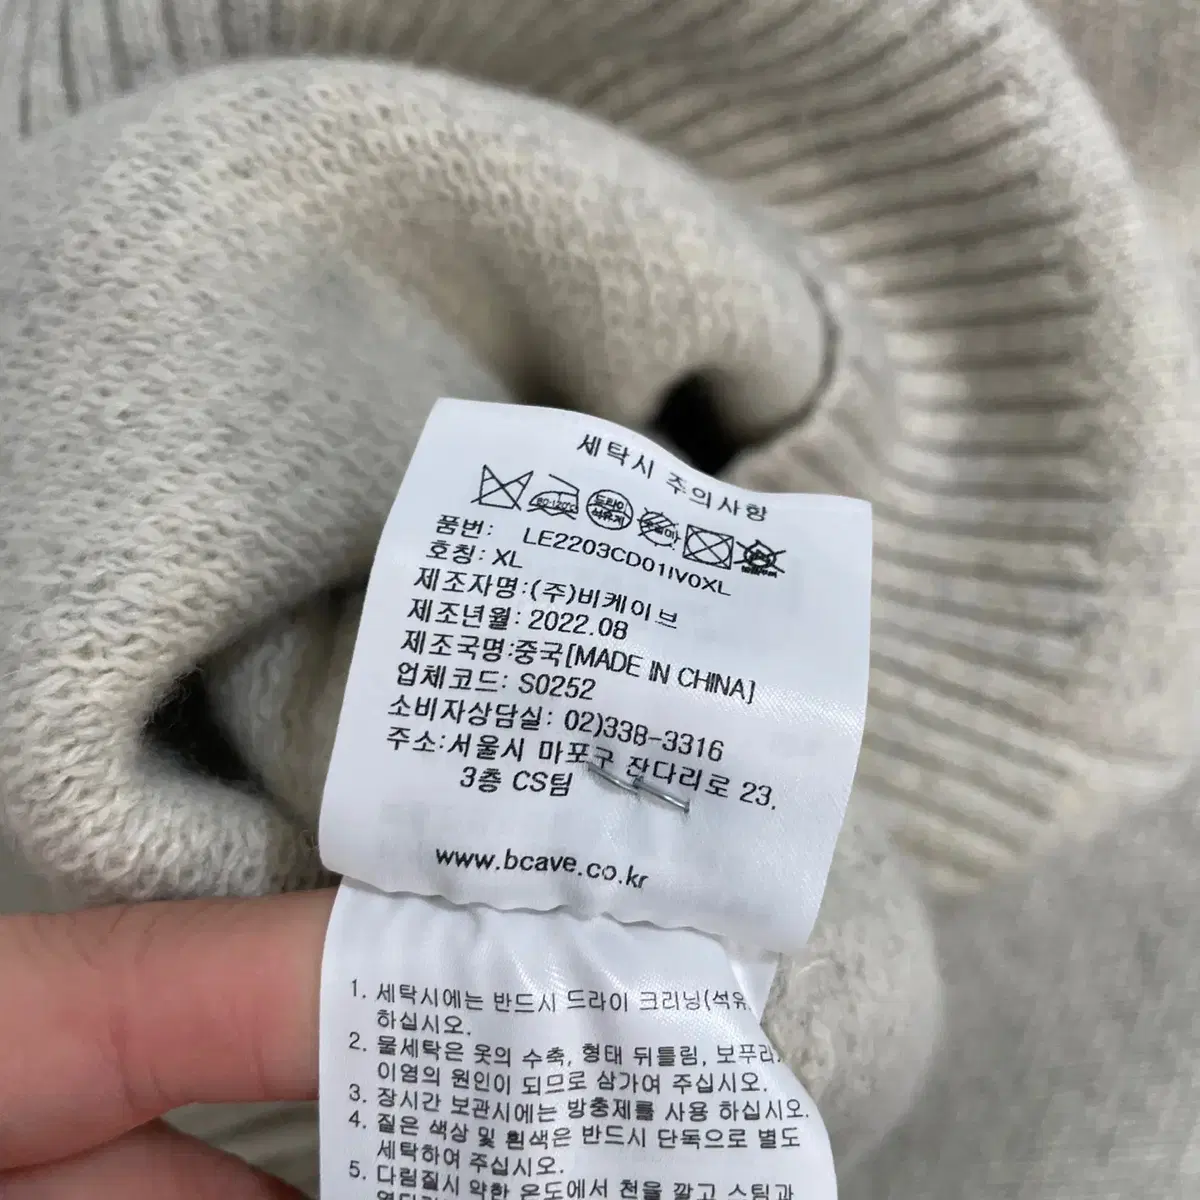 세탁시 주의사항
80-120℃ 드라이 석유계
품번: LE2203CD01IV0XL
호칭: XL
제조자명:(주)비케이브
제조년월: 2022.08
제조국명:중국[MADE IN CHINA]
업체코드: S0252
소비자상담실: 02)338-3316
주소:서울시 마포구 잔다리로 23,
3층 CS팀
www.bcave.co.kr
1. 세탁시에는 반드시 드라이 크리닝(석유
하십시오.
2. 물세탁은 옷의 수축, 형태 뒤틀림, 보푸라
이염의 원인이 되므로 삼가여 주십시오.
3. 장시간 보관시에는 방충제를 사용 하십시오.
4. 짙은 색상 및 흰색은 반드시 단독으로 별도
세탁하여 주십시오.
5. 다림질시 약한 온도에서 천을 깔고 스팀과